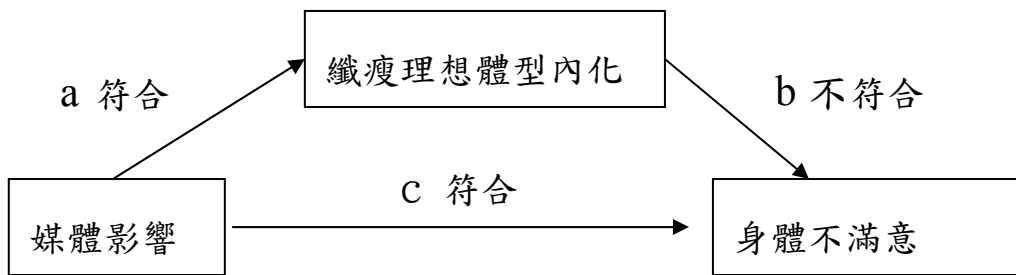 纖瘦理想體型內化
a 符合
b 不符合
c 符合
媒體影響
身體不滿意